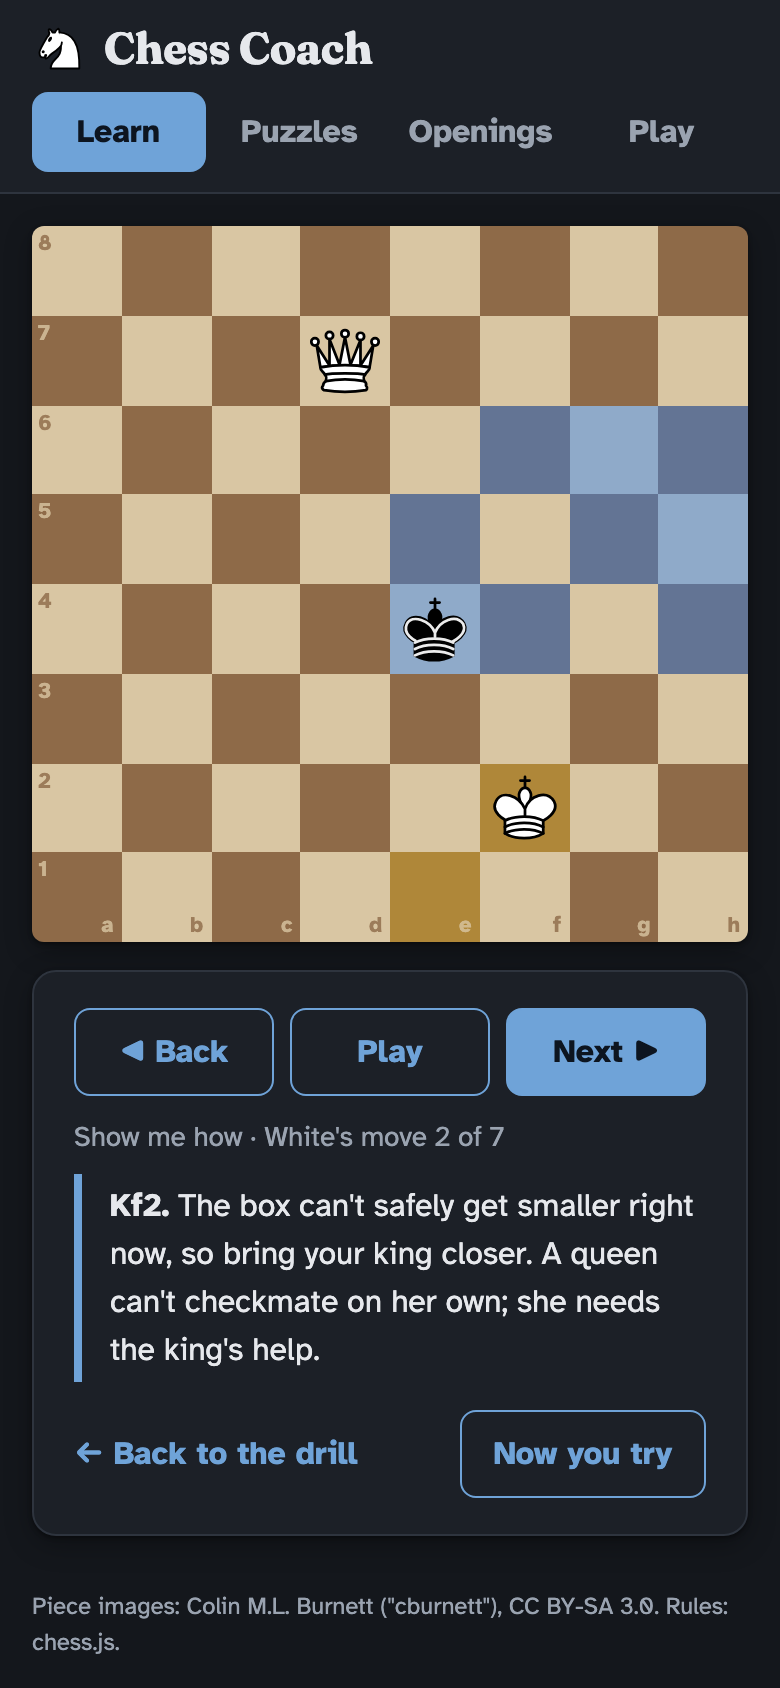 Chess Coach
Learn
Puzzles
Openings
Play
8
7
6
5
4
3
2
1
a
b
c
d
e
f
g
h
◀ Back
Play
Next ▶
Show me how · White's move 2 of 7
Kf2. The box can't safely get smaller right
now, so bring your king closer. A queen
can't checkmate on her own; she needs
the king's help.
← Back to the drill
Now you try
Piece images: Colin M.L. Burnett ("cburnett"), CC BY-SA 3.0. Rules:
chess.js.